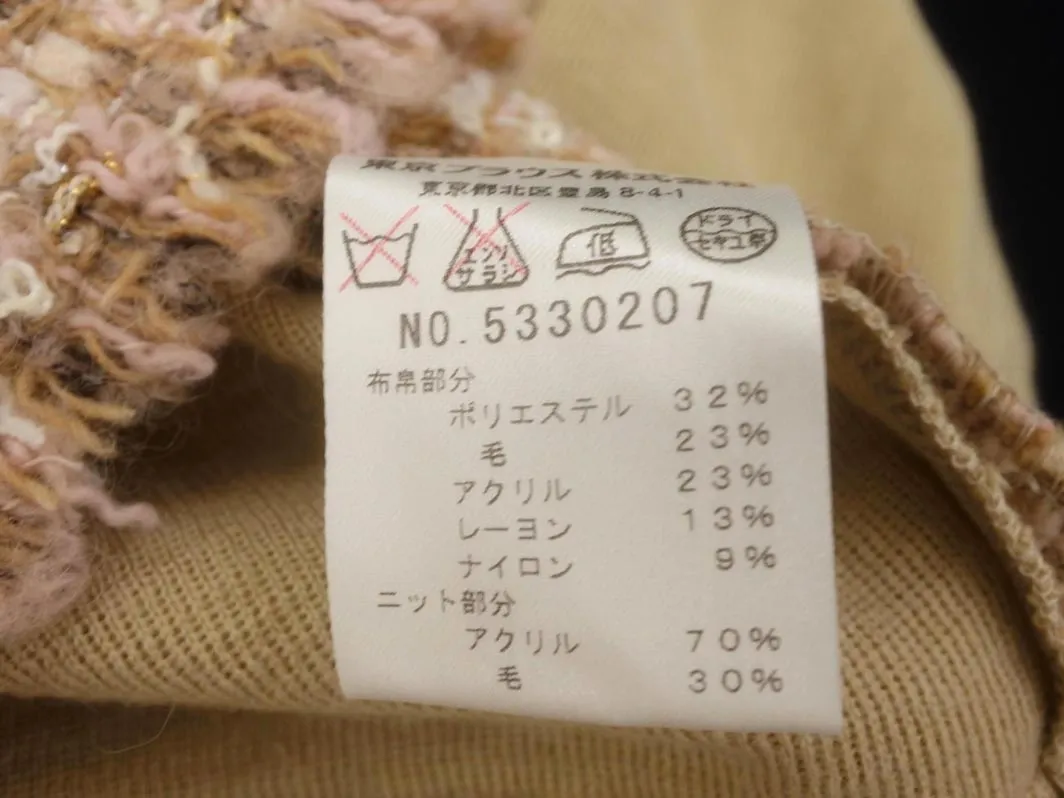 東京ブラウス株式会社
東京都北区豊島8-4-1
エンソ
サラシ
低
ドライ
セキユ系
NO.5330207
布帛部分
ポリエステル 32%
毛 23%
アクリル 23%
レーヨン 13%
ナイロン 9%
ニット部分
アクリル 70%
毛 30%